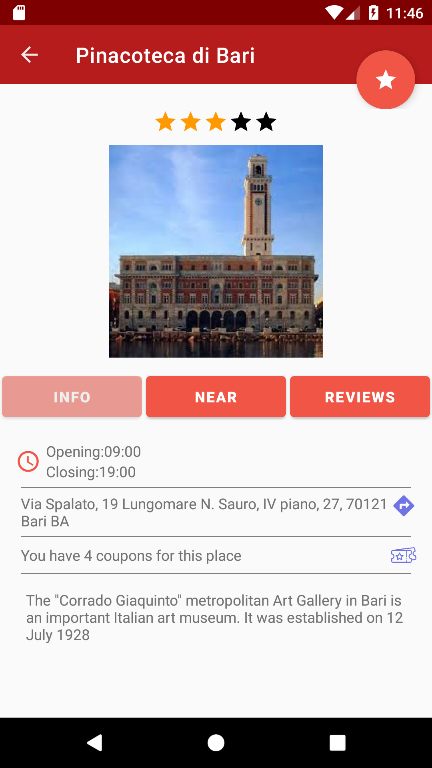 11:46
Pinacoteca di Bari
INFO
NEAR
REVIEWS
Opening:09:00
Closing:19:00
Via Spalato, 19 Lungomare N. Sauro, IV piano, 27, 70121
Bari BA
You have 4 coupons for this place
The "Corrado Giaquinto" metropolitan Art Gallery in Bari is
an important Italian art museum. It was established on 12
July 1928